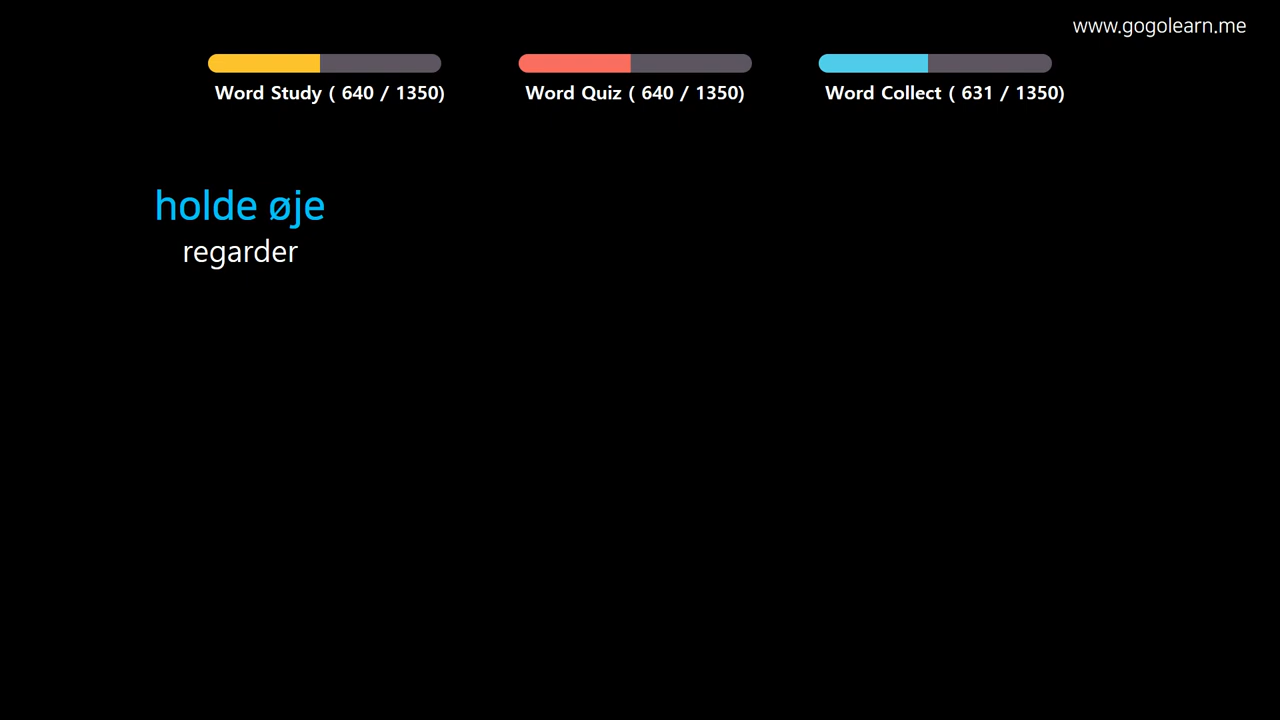 www.gogolearn.me
Word Study ( 640 / 1350)
Word Quiz ( 640 / 1350)
Word Collect ( 631 / 1350)
holde øje
regarder